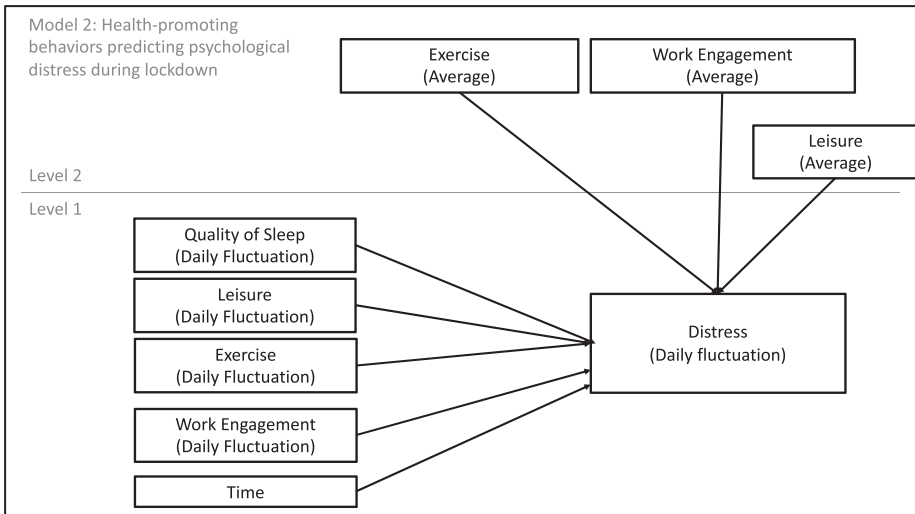 Model 2: Health-promoting
behaviors predicting psychological
distress during lockdown
Exercise
(Average)
Work Engagement
(Average)
Leisure
(Average)
Level 2
Level 1
Quality of Sleep
(Daily Fluctuation)
Leisure
(Daily Fluctuation)
Exercise
(Daily Fluctuation)
Work Engagement
(Daily Fluctuation)
Time
Distress
(Daily fluctuation)